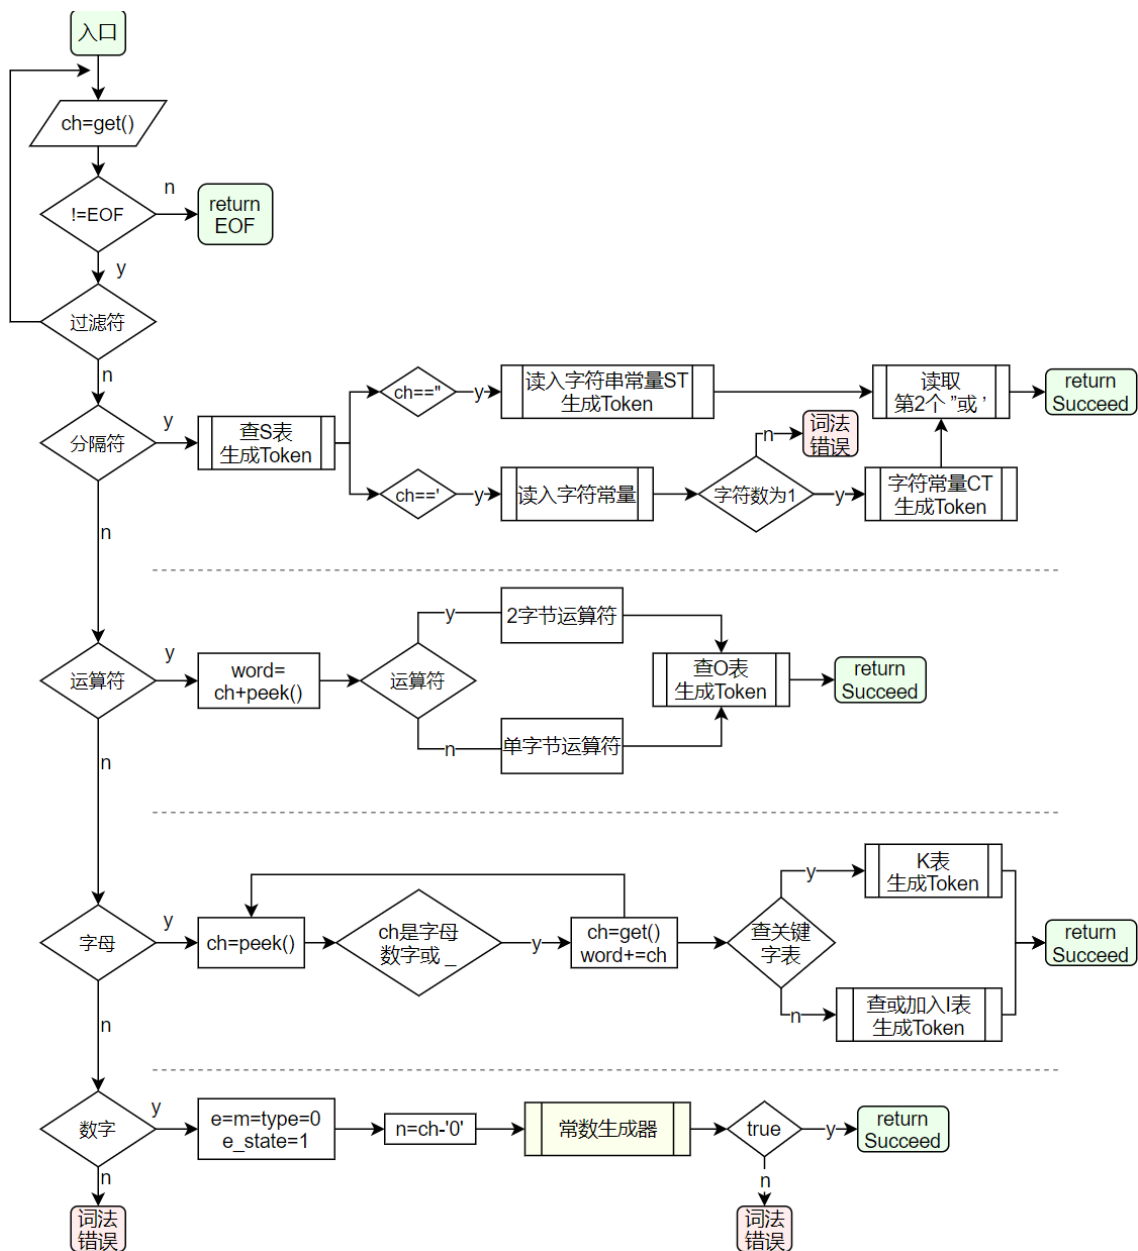 入口
ch=get()
!=EOF
n
return
EOF
y
过滤符
n
分隔符
y
查S表
生成Token
ch=="
y
读入字符串常量ST
生成Token
读取
第2个 ”或 ’
return
Succeed
ch=='
y
读入字符常量
字符数为1
n
词法
错误
y
字符常量CT
生成Token
n
运算符
y
word=
ch+peek()
运算符
y
2字节运算符
n
单字节运算符
查O表
生成Token
return
Succeed
n
字母
y
ch=peek()
ch是字母
数字或 _
y
ch=get()
word+=ch
查关键
字表
y
K表
生成Token
n
查或加入I表
生成Token
return
Succeed
n
数字
y
e=m=type=0
e_state=1
n=ch-'0'
常数生成器
true
y
return
Succeed
n
词法
错误
n
词法
错误